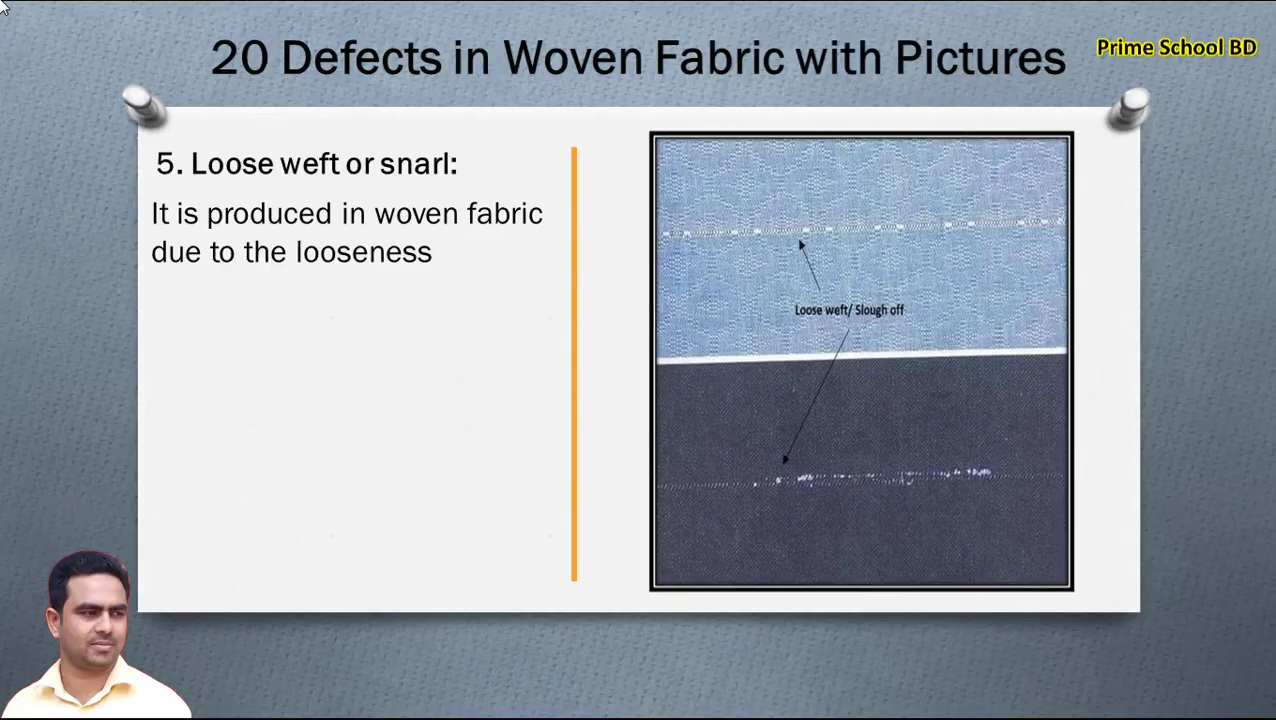 20 Defects in Woven Fabric with Pictures
Prime School BD
5. Loose weft or snarl:
It is produced in woven fabric
due to the looseness
Loose weft/ Slough off